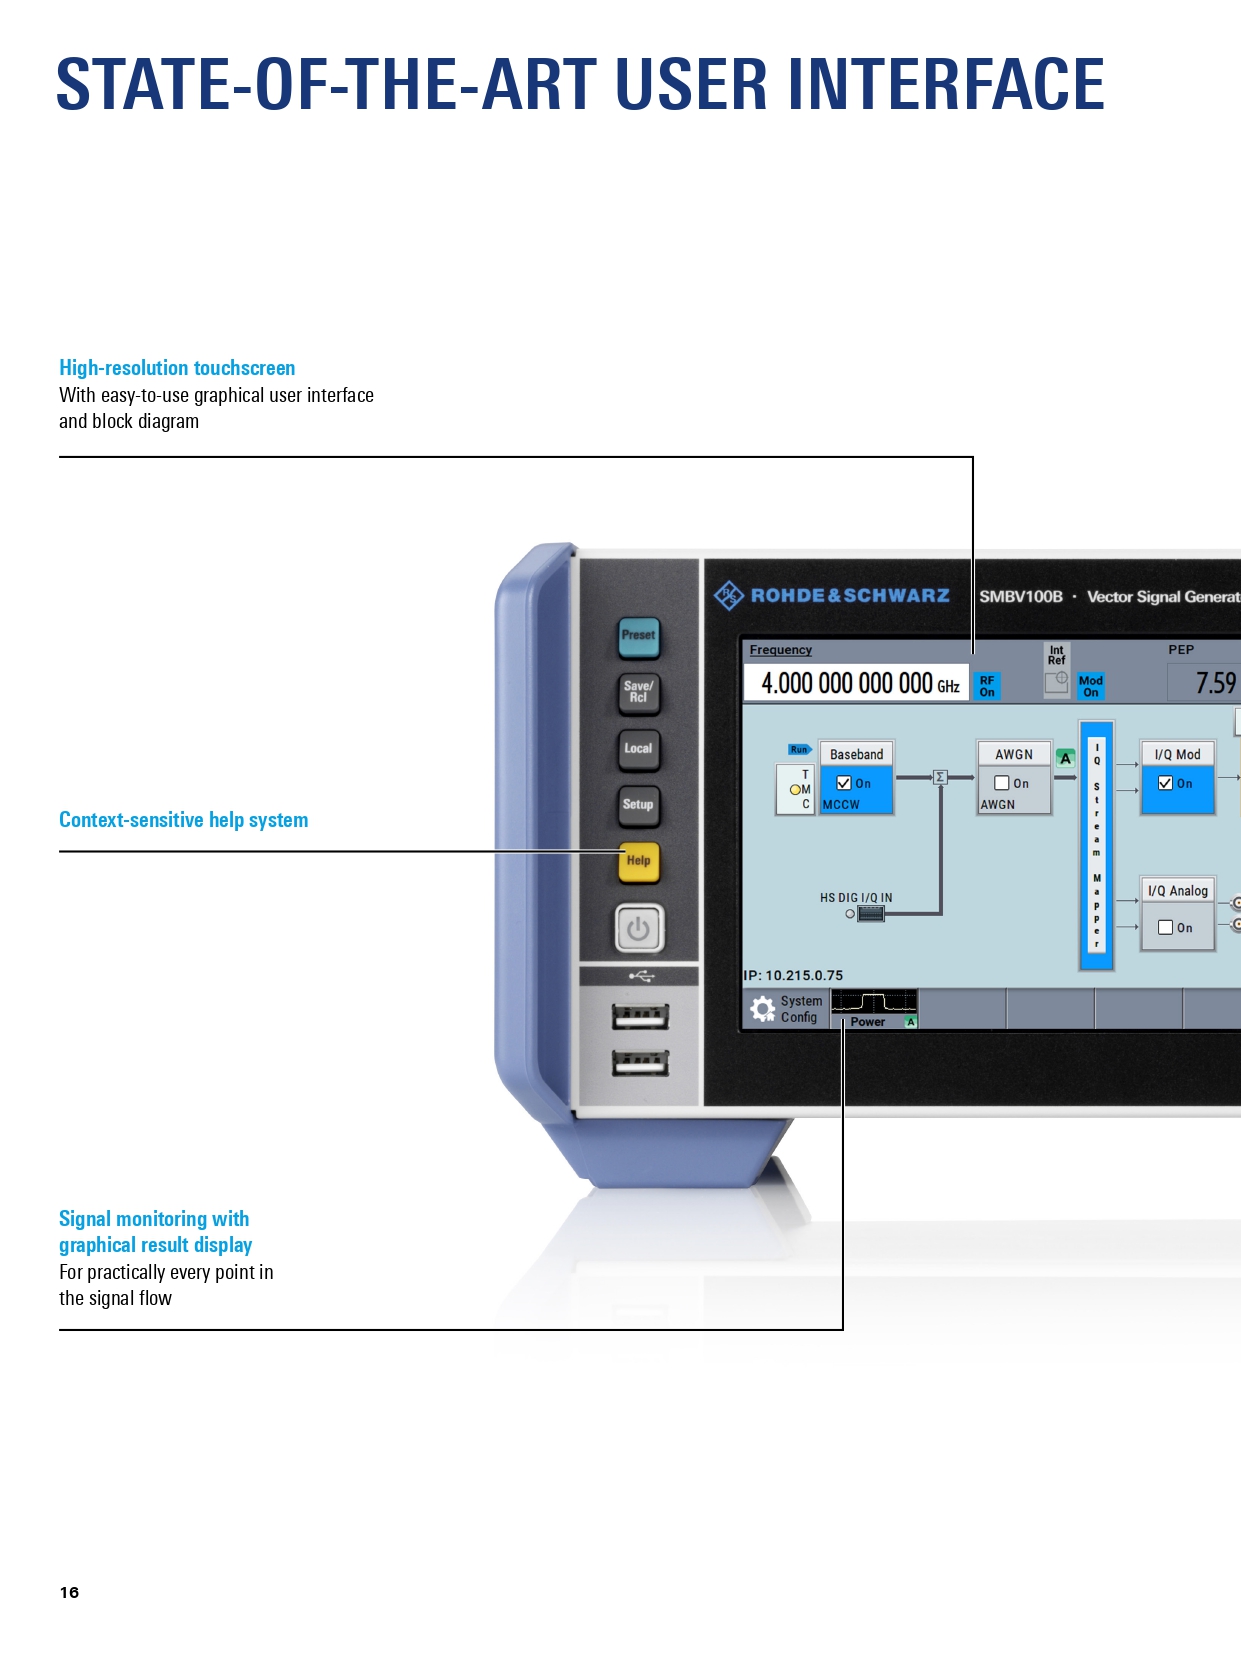 STATE-OF-THE-ART USER INTERFACE
High-resolution touchscreen
With easy-to-use graphical user interface
and block diagram
ROHDE & SCHWARZ SMBV100B · Vector Signal
Preset
Save/
Rcl
Local
Setup
Help
Frequency
4.000 000 000 000 GHz
RF
On
Int
Ref
Mod
On
PEP
7.59
Run
T
M
C
Baseband
On
MCCW
Σ
AWGN
On
AWGN
A
IQ Stream Mapper
I/Q Mod
On
HS DIG I/Q IN
I/Q Analog
On
IP: 10.215.0.75
System
Config
Power A
Context-sensitive help system
Signal monitoring with
graphical result display
For practically every point in
the signal flow
16